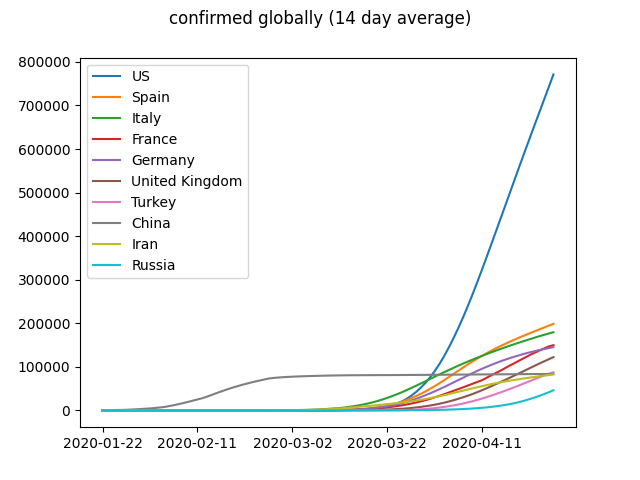 confirmed globally (14 day average)
800000
700000
600000
500000
400000
300000
200000
100000
0
US
Spain
Italy
France
Germany
United Kingdom
Turkey
China
Iran
Russia
2020-01-22 2020-02-11 2020-03-02 2020-03-22 2020-04-11